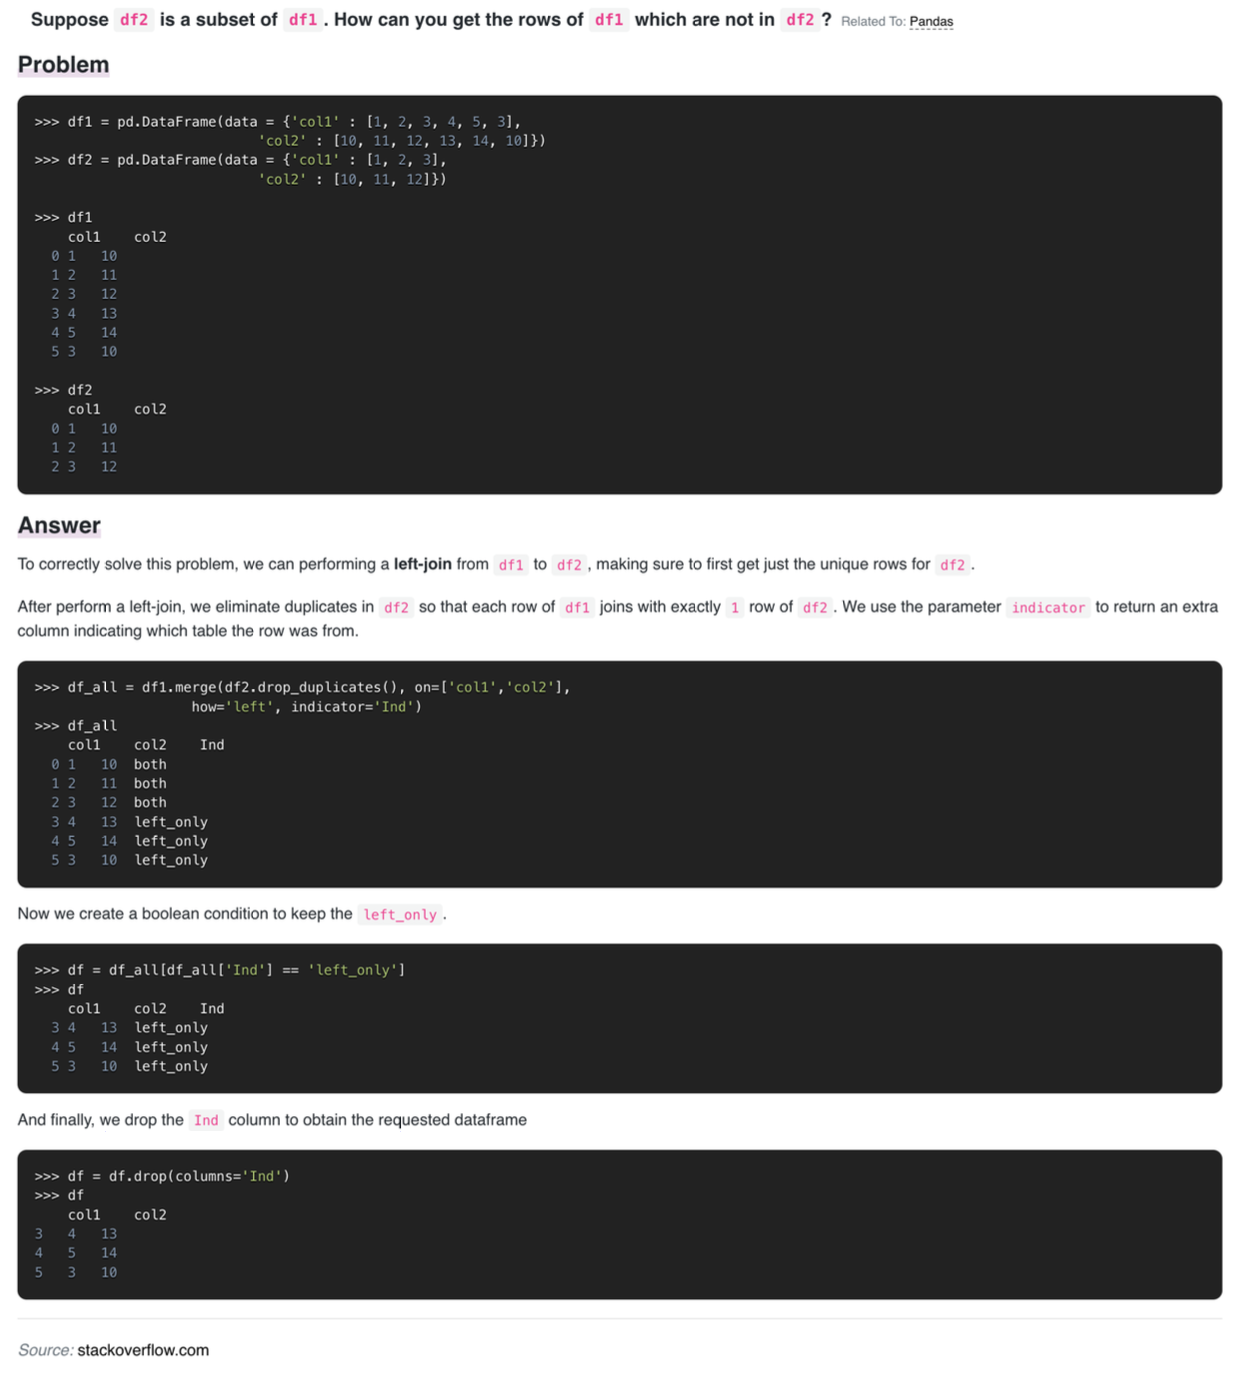 Suppose df2 is a subset of df1 . How can you get the rows of df1 which are not in df2 ? Related To: Pandas
Problem
>>> df1 = pd.DataFrame(data = {'col1' : [1, 2, 3, 4, 5, 3],
'col2' : [10, 11, 12, 13, 14, 10]})
>>> df2 = pd.DataFrame(data = {'col1' : [1, 2, 3],
'col2' : [10, 11, 12]})
>>> df1
col1 col2
0 1 10
1 2 11
2 3 12
3 4 13
4 5 14
5 3 10
>>> df2
col1 col2
0 1 10
1 2 11
2 3 12
Answer
To correctly solve this problem, we can performing a left-join from df1 to df2 , making sure to first get just the unique rows for df2 .
After perform a left-join, we eliminate duplicates in df2 so that each row of df1 joins with exactly 1 row of df2 . We use the parameter indicator to return an extra
column indicating which table the row was from.
>>> df_all = df1.merge(df2.drop_duplicates(), on=['col1','col2'],
how='left', indicator='Ind')
>>> df_all
col1 col2 Ind
0 1 10 both
1 2 11 both
2 3 12 both
3 4 13 left_only
4 5 14 left_only
5 3 10 left_only
Now we create a boolean condition to keep the left_only .
>>> df = df_all[df_all['Ind'] == 'left_only']
>>> df
col1 col2 Ind
3 4 13 left_only
4 5 14 left_only
5 3 10 left_only
And finally, we drop the Ind column to obtain the requested dataframe
>>> df = df.drop(columns='Ind')
>>> df
col1 col2
3 4 13
4 5 14
5 3 10
Source: stackoverflow.com